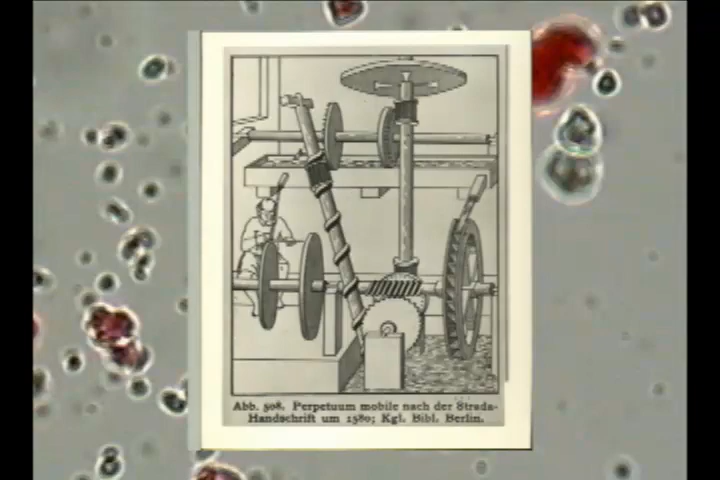 Abb. 508. Perpetuum mobile nach der Strada-
Handschrift um 1580; Kgl. Bibl. Berlin.